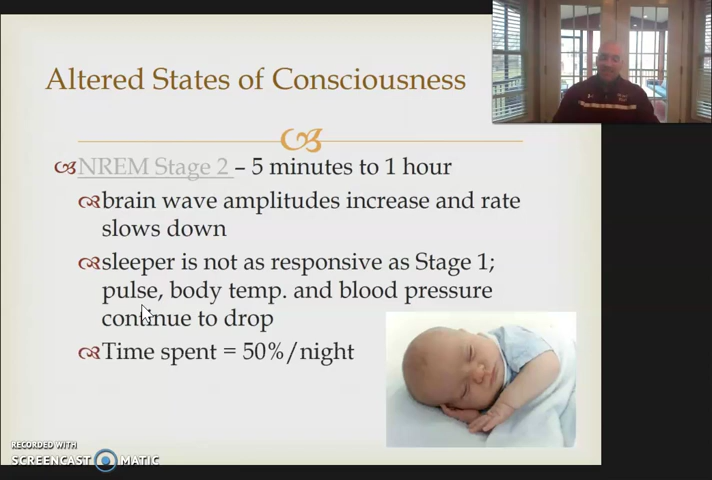 Altered States of Consciousness
NREM Stage 2 – 5 minutes to 1 hour
brain wave amplitudes increase and rate
slows down
sleeper is not as responsive as Stage 1;
pulse, body temp. and blood pressure
continue to drop
Time spent = 50%/night
RECORDED WITH
SCREENCAST MATIC